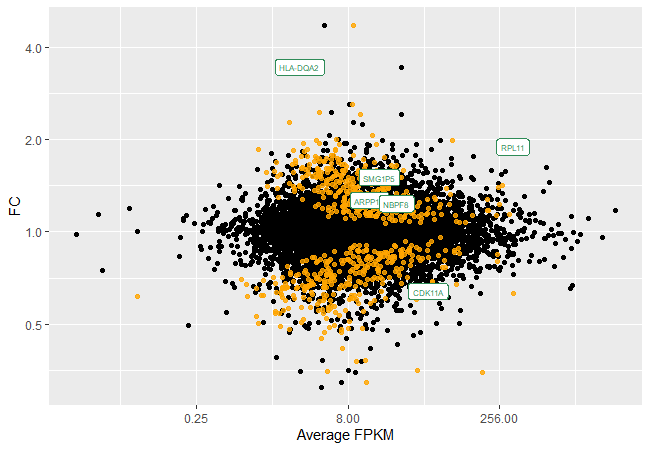 4.0
HLA-DQA2
2.0
RPL11
SMG1P5
ARPP1
NBPF8
1.0
FC
CDK11A
0.5
0.25
8.00
256.00
Average FPKM